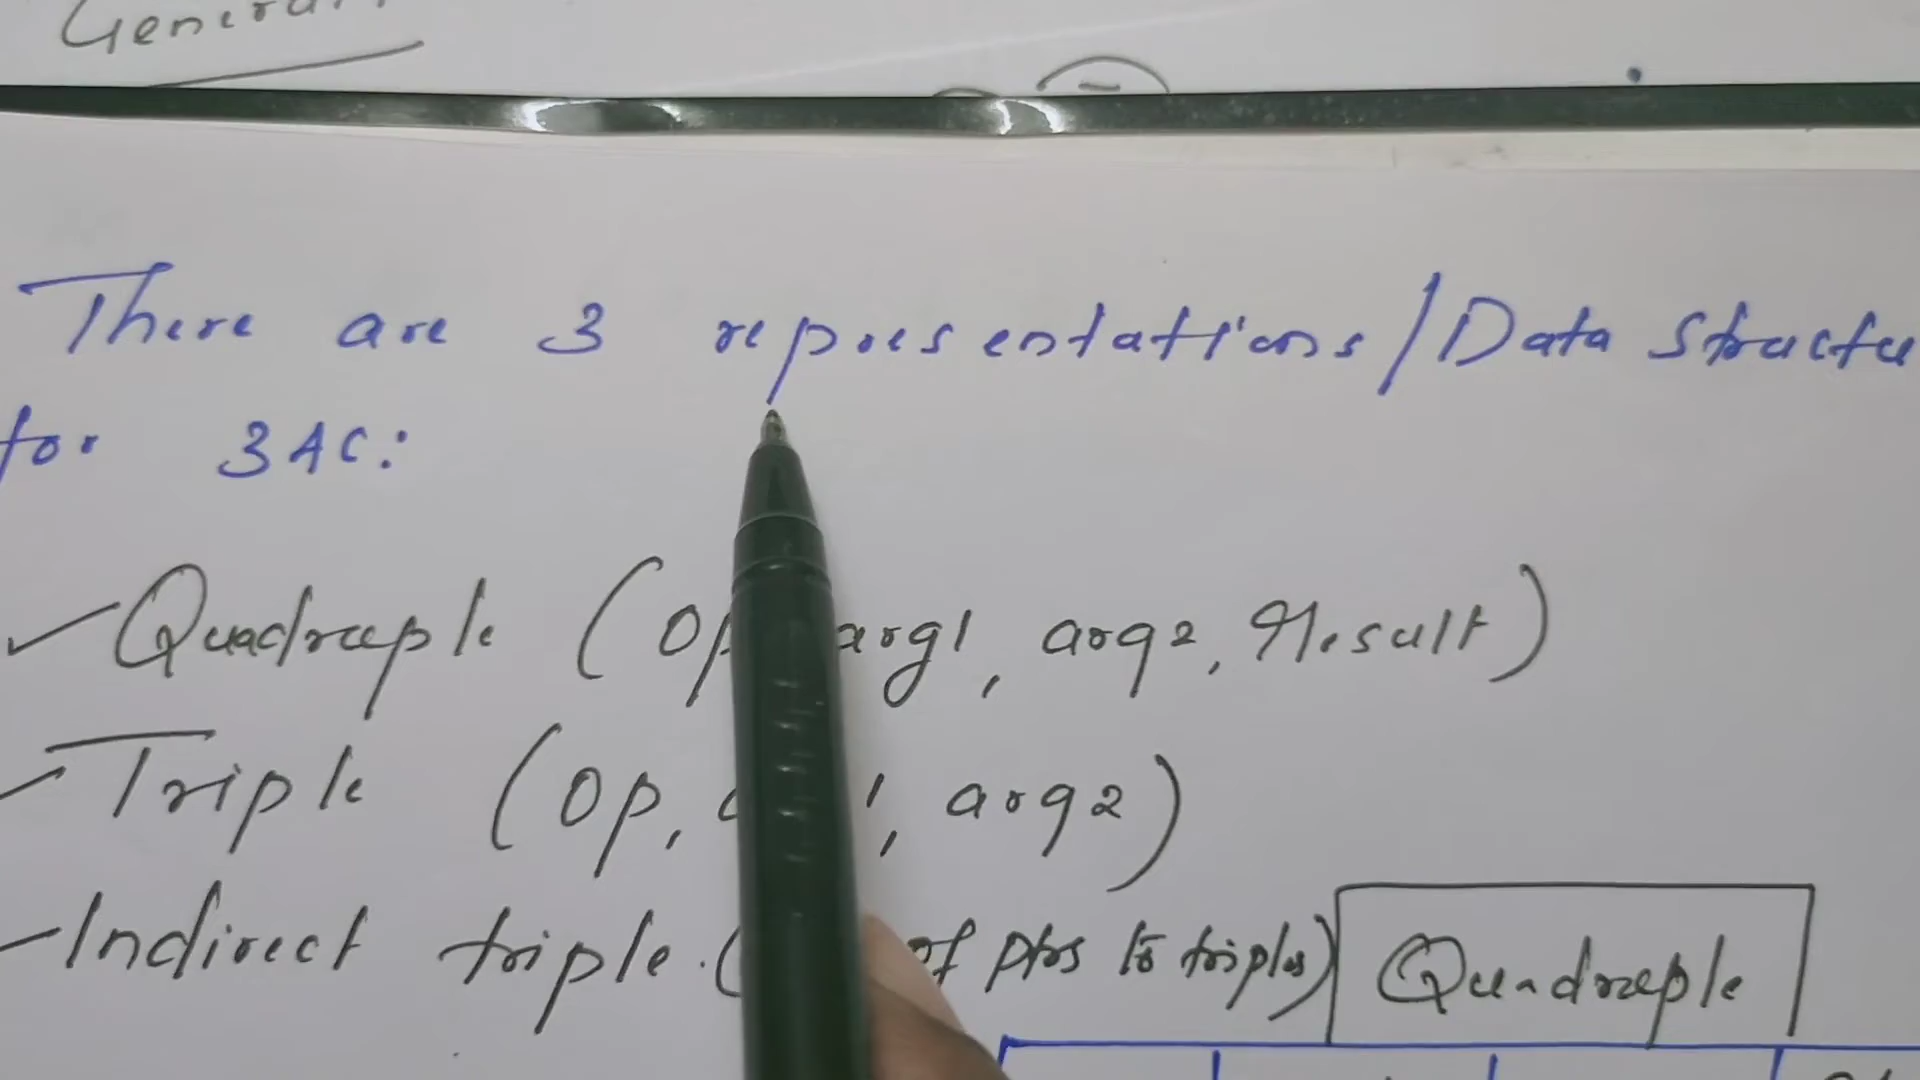 There are 3 representations/Data Structu
for 3AC:
Quadruple (Op, arg1, arg2, Result)
Triple (Op, arg2)
Indirect triple. ( of ptrs to triples)
Quadruple